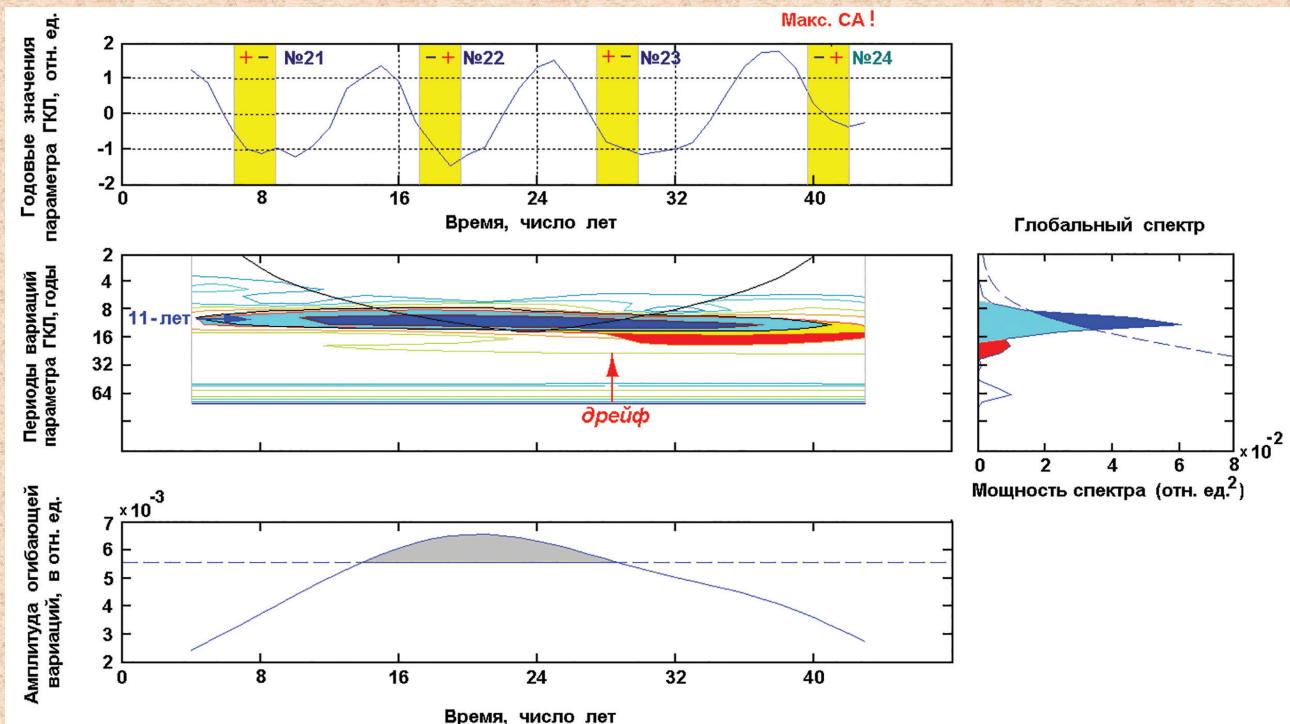 Макс. СА !
Годовые значения
параметра ГКЛ, отн. ед.
2
1
0
-1
-2
+ - №21
- + №22
+ - №23
- + №24
0 8 16 24 32 40
Время, число лет
Периоды вариаций
параметра ГКЛ, годы
2
4
8
16
32
64
11-лет
дрейф
Глобальный спектр
0 2 4 6 8
×10⁻²
Мощность спектра (отн. ед.²)
Амплитуда огибающей
вариаций, в отн. ед.
×10⁻³
7
6
5
4
3
2
0 8 16 24 32 40
Время, число лет